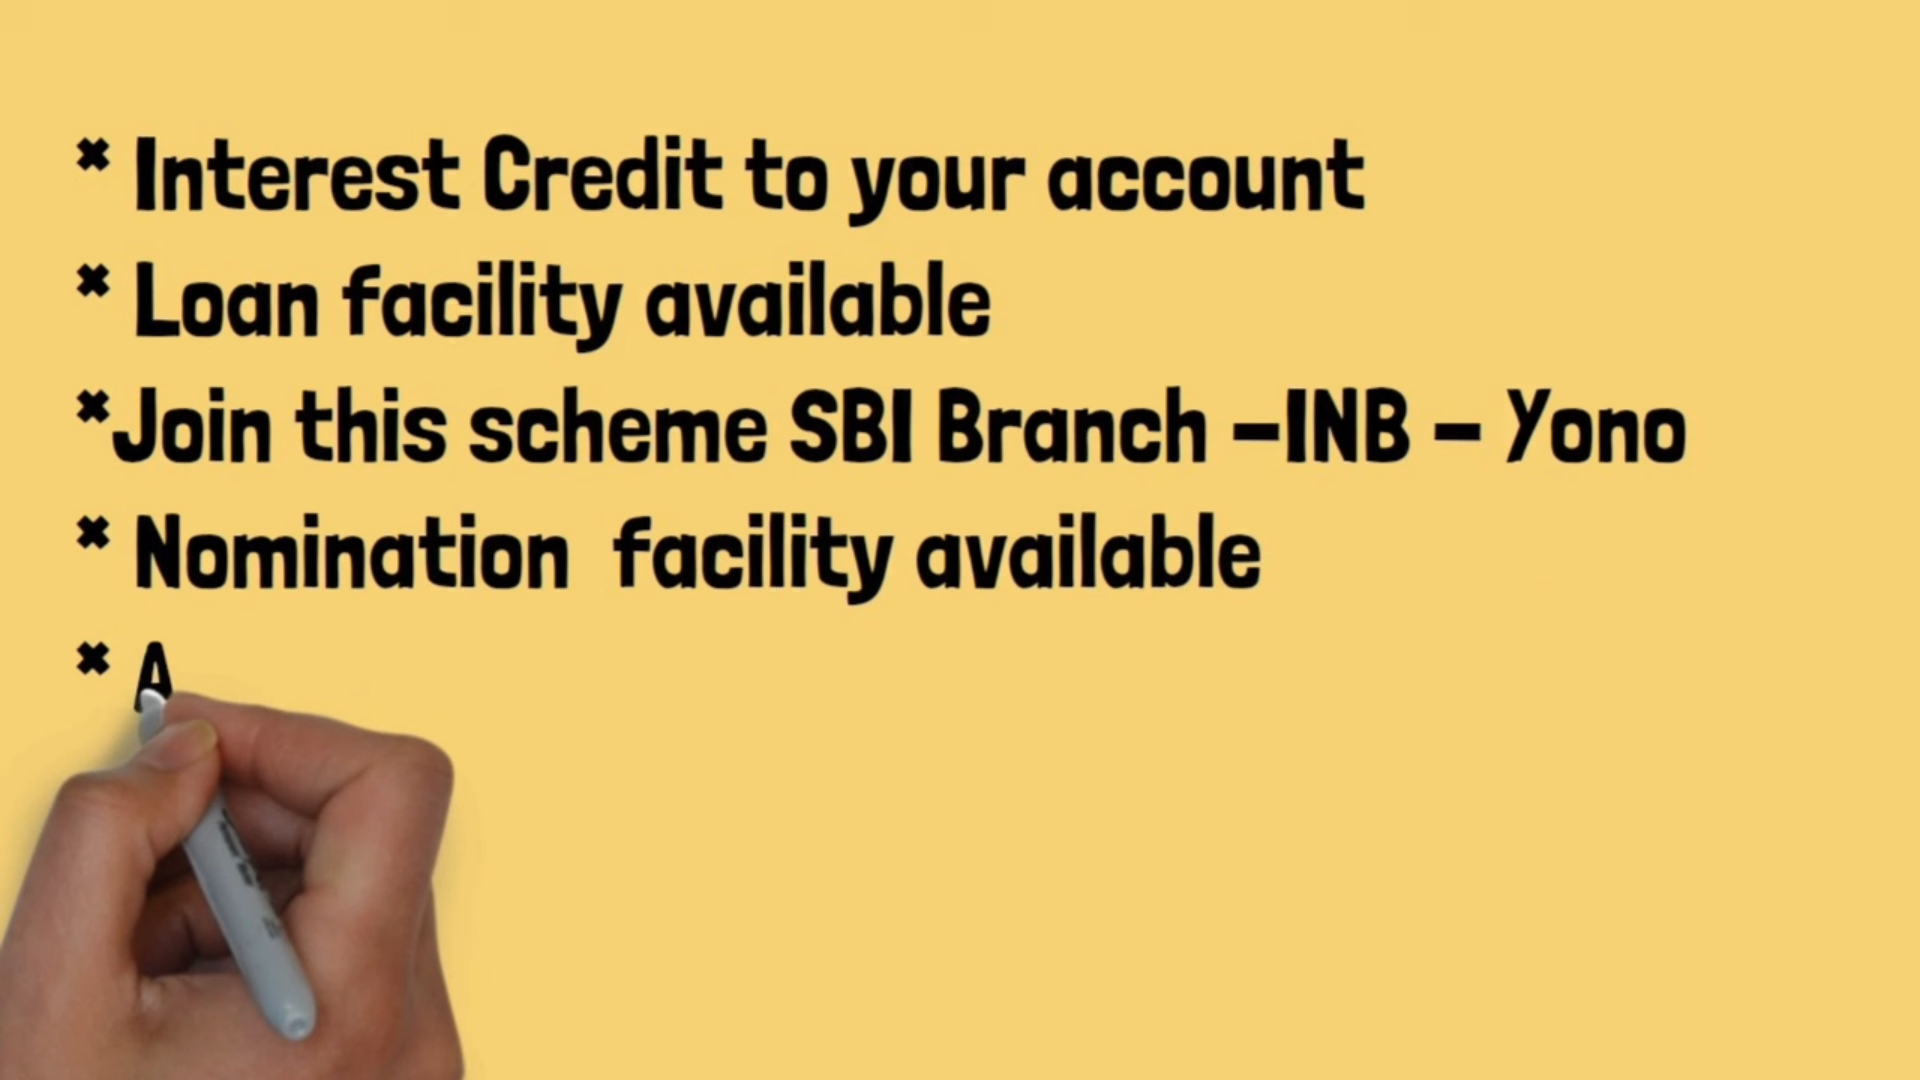 * Interest Credit to your account
* Loan facility available
*Join this scheme SBI Branch -INB - Yono
* Nomination facility available
* A